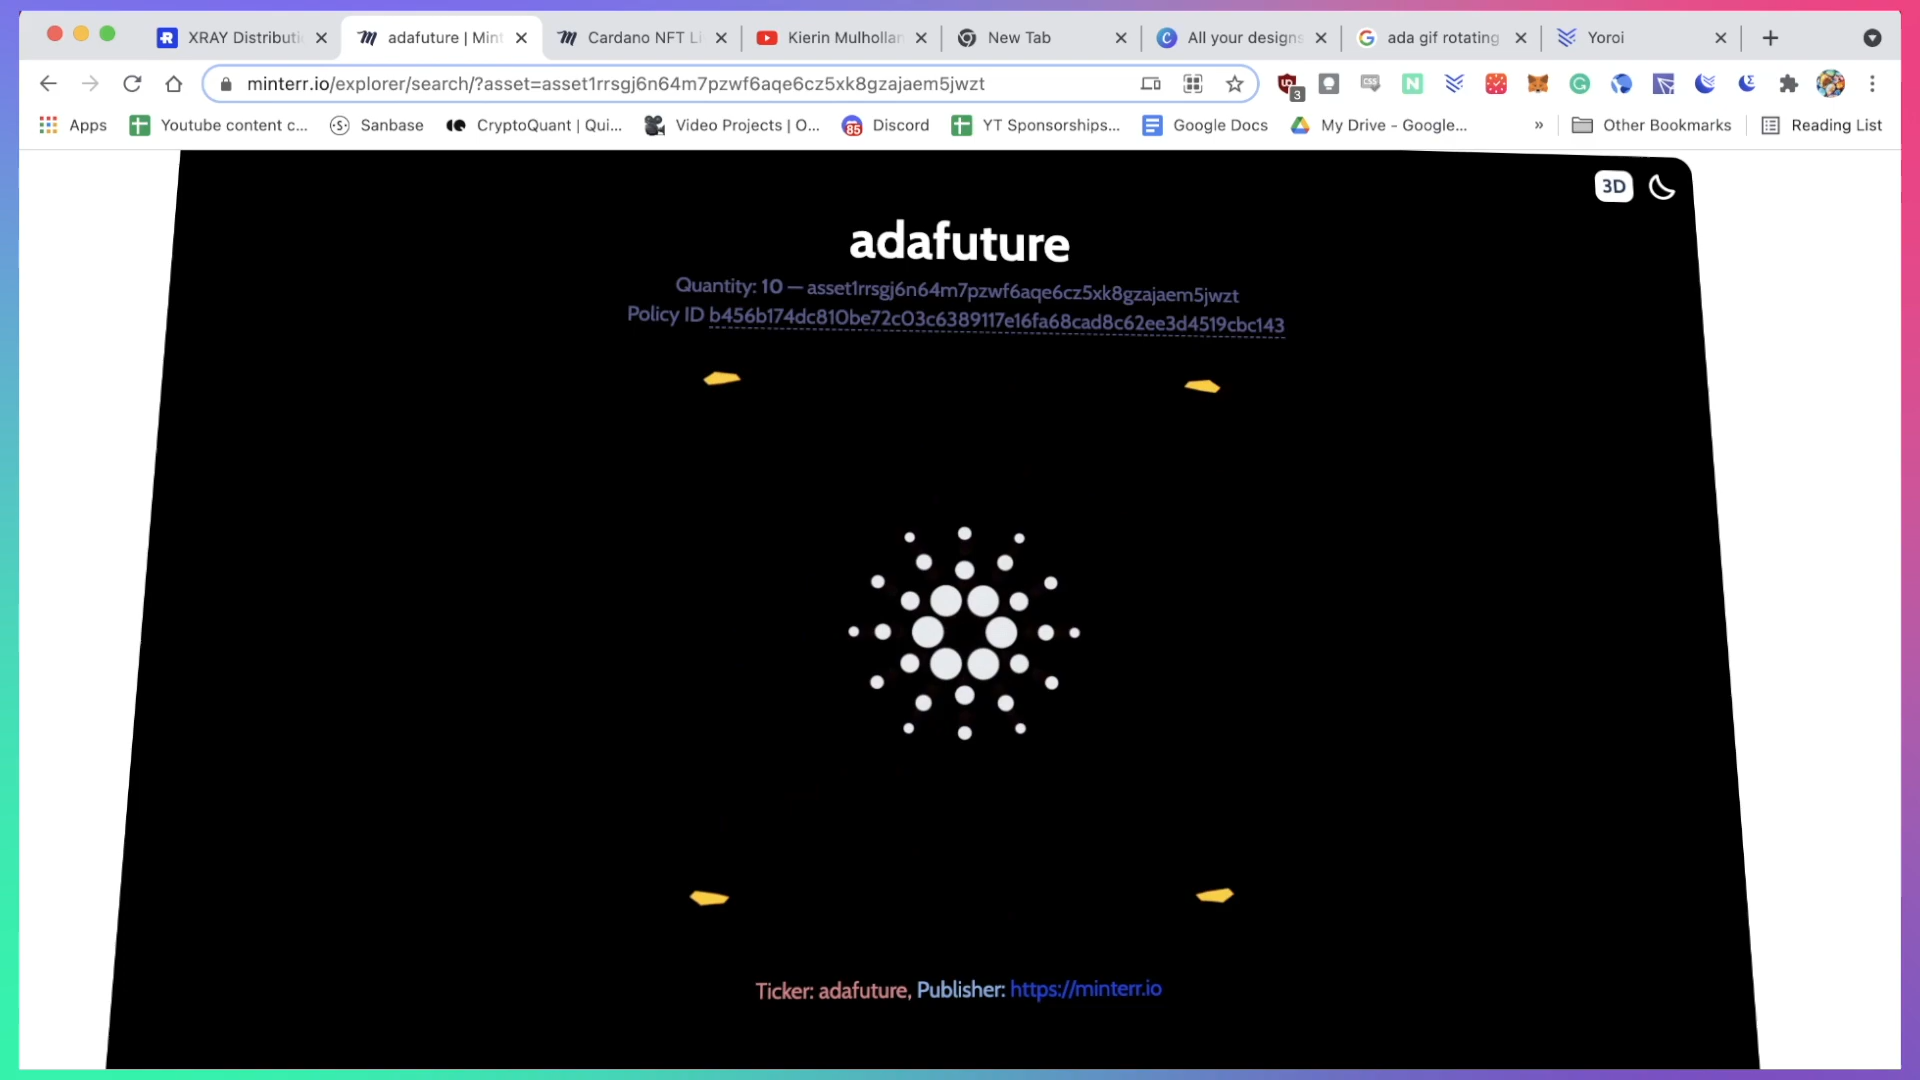 XRAY Distributi
adafuture | Mint
Cardano NFT Li
Kierin Mulhollan
New Tab
All your designs
ada gif rotating
Yoroi
minterr.io/explorer/search/?asset=asset1rrsgj6n64m7pzwf6aqe6cz5xk8gzajaem5jwzt
3
CSS
N
Apps
Youtube content c...
Sanbase
CryptoQuant | Qui...
Video Projects | O...
85
Discord
YT Sponsorships...
Google Docs
My Drive - Google...
»
Other Bookmarks
Reading List
3D
adafuture
Quantity: 10 — asset1rrsgj6n64m7pzwf6aqe6cz5xk8gzajaem5jwzt
Policy ID b456b174dc810be72c03c6389117e16fa68cad8c62ee3d4519cbc143
Ticker: adafuture, Publisher: https://minterr.io